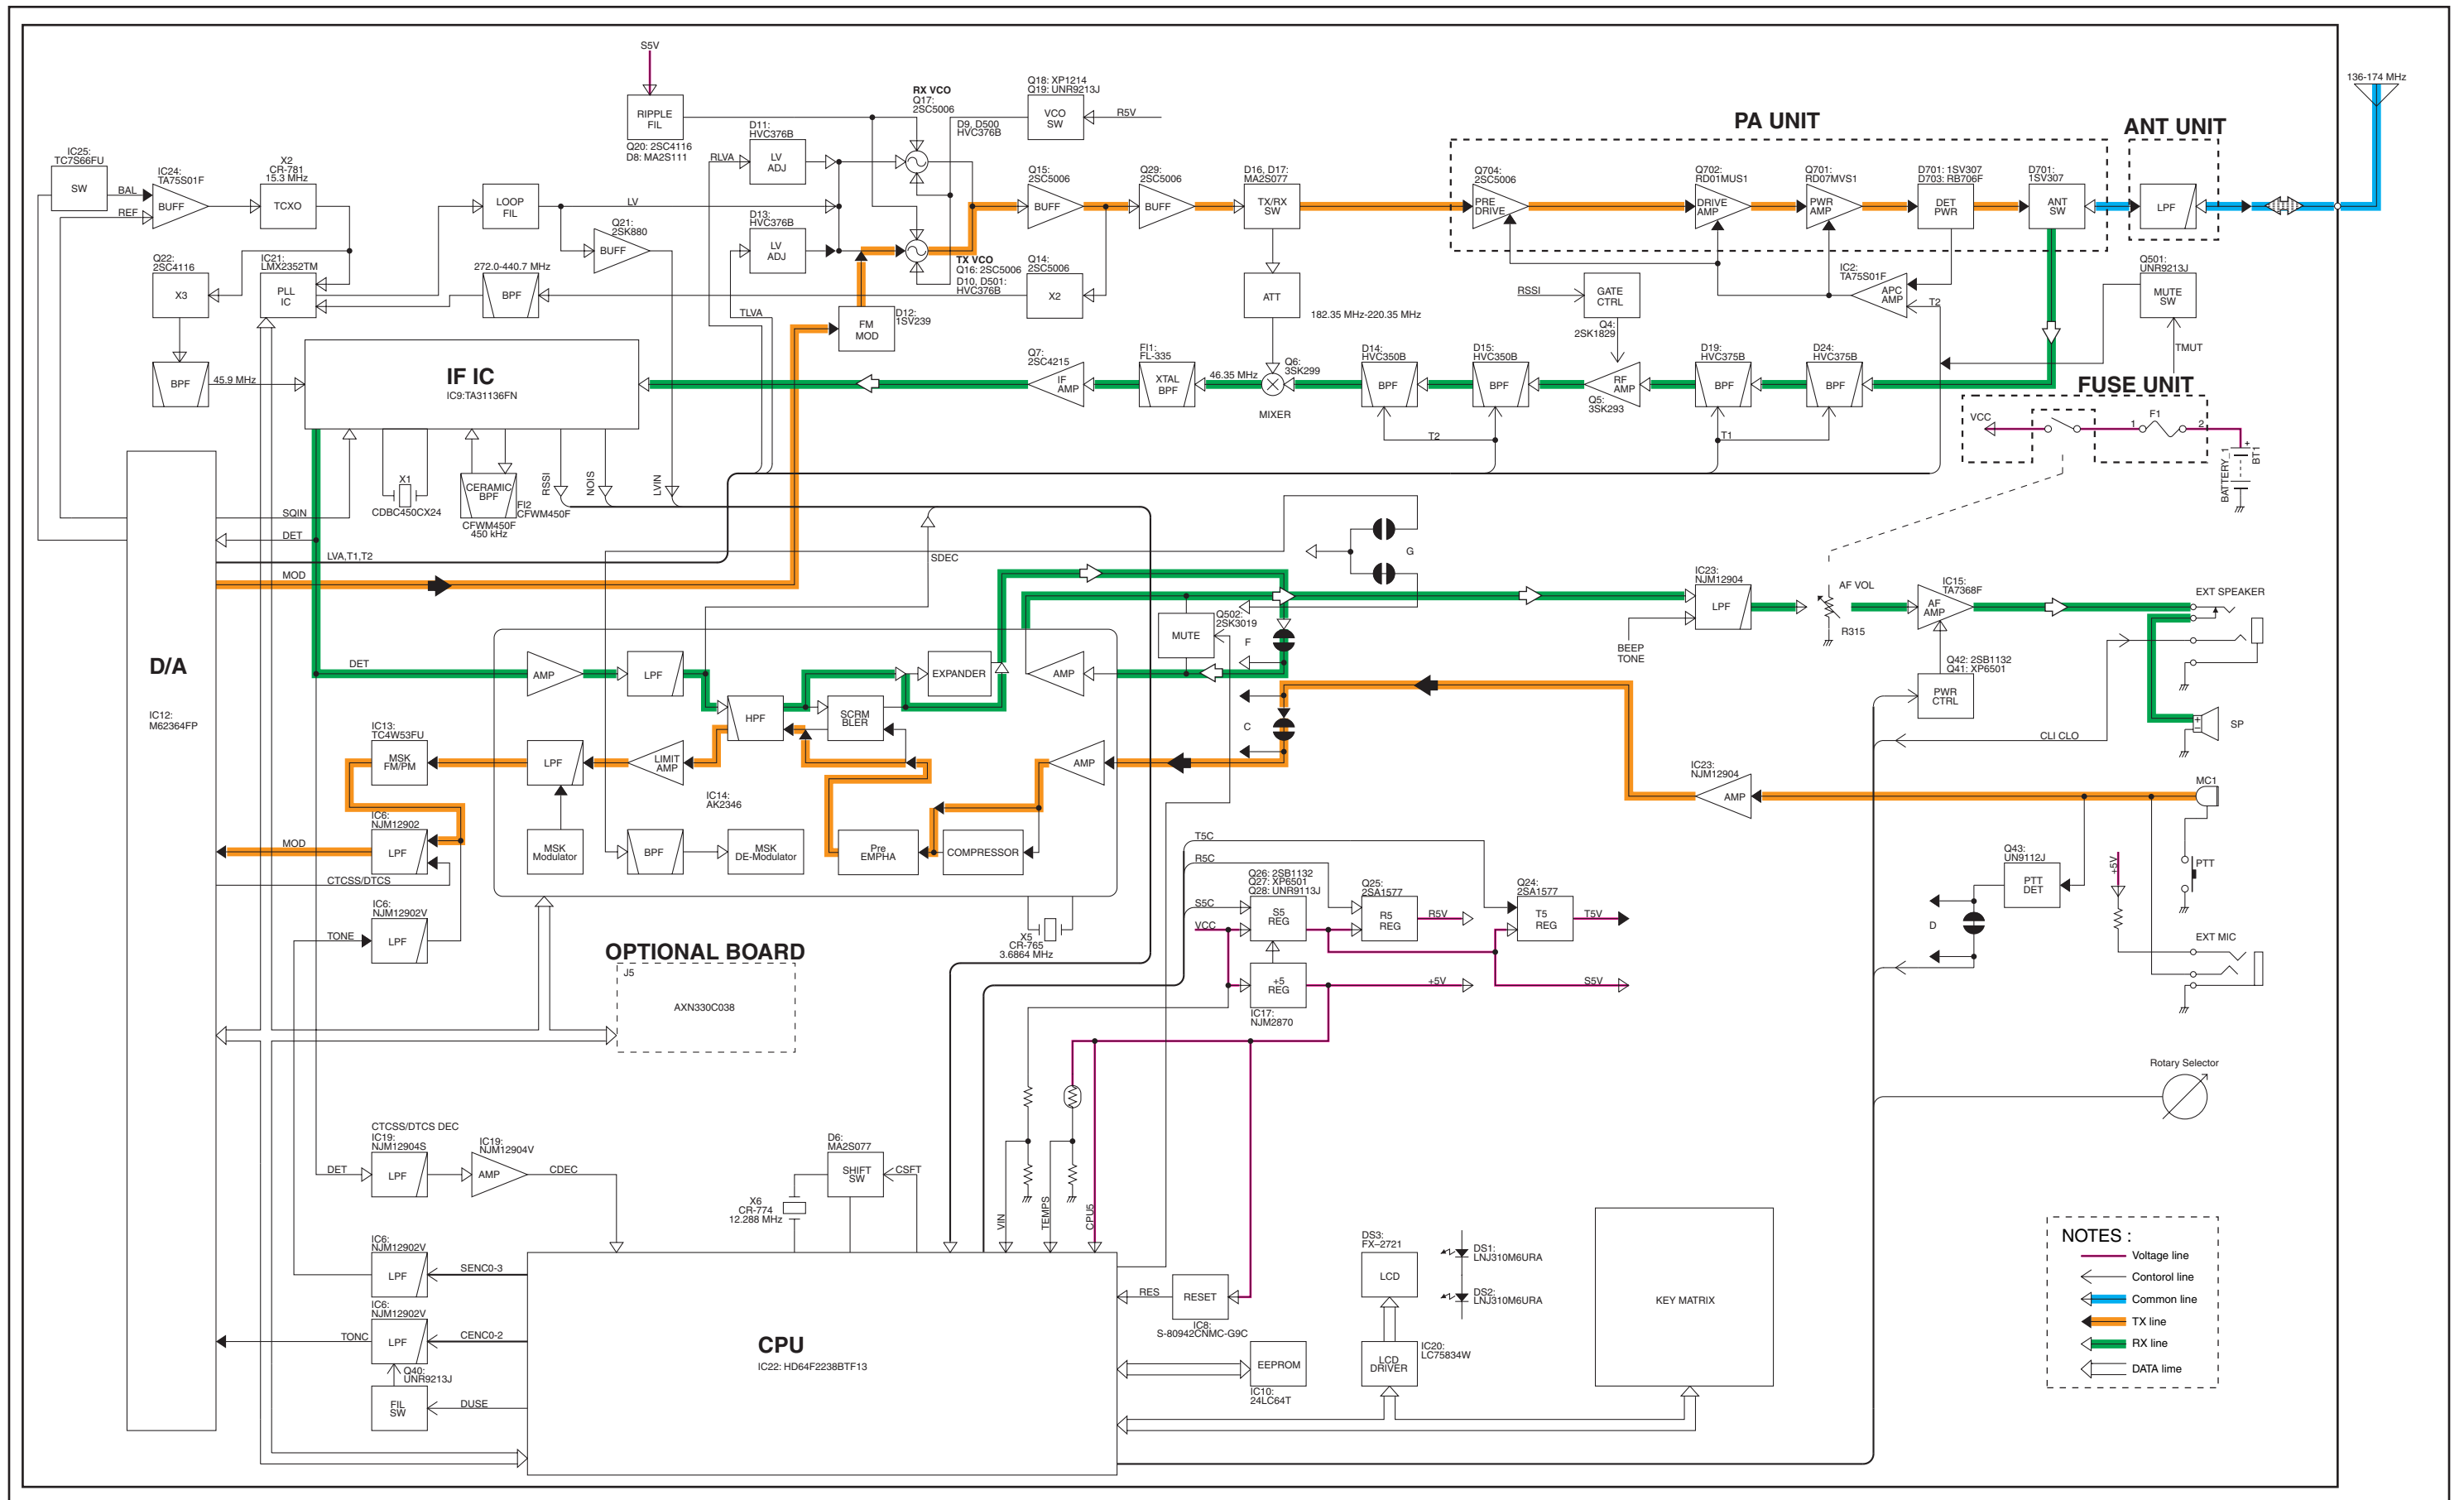 S5V
136-174 MHz
RIPPLE
FIL
Q20: 2SC4116
D8: MA2S111
RX VCO
Q17:
2SC5006
D9, D500
HVC376B
Q18: XP1214
Q19: UNR9213J
VCO
SW
R5V
PA UNIT
ANT UNIT
D11:
HVC376B
RLVA
LV
ADJ
IC25:
TC7S66FU
SW
BAL
REF
IC24:
TA75S01F
BUFF
X2
CR-781
15.3 MHz
TCXO
LOOP
FIL
LV
Q21:
2SK880
BUFF
D13:
HVC376B
LV
ADJ
Q15:
2SC5006
BUFF
Q29:
2SC5006
BUFF
D16, D17:
MA2S077
TX/RX
SW
Q704:
2SC5006
PRE
DRIVE
Q702:
RD01MUS1
DRIVE
AMP
Q701:
RD07MVS1
PWR
AMP
D701: 1SV307
D703: RB706F
DET
PWR
D701:
1SV307
ANT
SW
LPF
TX VCO
Q16: 2SC5006
D10, D501:
HVC376B
Q14:
2SC5006
X2
Q22:
2SC4116
X3
IC21:
LMX2352TM
PLL
IC
272.0-440.7 MHz
BPF
TLVA
FM
MOD
D12:
1SV239
ATT
182.35 MHz-220.35 MHz
RSSI
GATE
CTRL
Q4:
2SK1829
IC2:
TA75S01F
APC
AMP
T2
Q501:
UNR9213J
MUTE
SW
TMUT
BPF
45.9 MHz
IF IC
IC9:TA31136FN
Q7:
2SC4215
IF
AMP
FI1:
FL-335
XTAL
BPF
46.35 MHz
Q6:
3SK299
MIXER
D14:
HVC350B
BPF
D15:
HVC350B
BPF
RF
AMP
Q5:
3SK293
D19:
HVC375B
BPF
D24:
HVC375B
BPF
T2
T1
FUSE UNIT
VCC
F1
1
2
+
BATTERY_1
BT1
X1
CDBC450CX24
CERAMIC
BPF
FI2
CFWM450F
CFWM450F
450 kHz
RSSI
NOIS
LVIN
SQIN
DET
LVA,T1,T2
MOD
SDEC
G
IC23:
NJM12904
LPF
BEEP
TONE
AF VOL
R315
IC15:
TA7368F
AF
AMP
EXT SPEAKER
Q42: 2SB1132
Q41: XP6501
PWR
CTRL
CLI CLO
SP
+
−
D/A
IC12:
M62364FP
DET
AMP
LPF
HPF
SCRM
BLER
EXPANDER
AMP
Q502:
2SK3019
MUTE
F
C
IC13:
TC4W53FU
MSK
FM/PM
LPF
LIMIT
AMP
IC14:
AK2346
AMP
IC23:
NJM12904
AMP
MC1
IC6:
NJM12902
LPF
MOD
CTCSS/DTCS
MSK
Modulator
BPF
MSK
DE-Modulator
Pre
EMPHA
COMPRESSOR
T5C
R5C
S5C
VCC
Q26: 2SB1132
Q27: XP6501
Q28: UNR9113J
S5
REG
Q25:
2SA1577
R5
REG
R5V
Q24:
2SA1577
T5
REG
T5V
+5
REG
IC17:
NJM2870
+5V
S5V
Q43:
UN9112J
PTT
DET
D
+5V
PTT
EXT MIC
IC6:
NJM12902V
TONE
LPF
X5
CR-765
3.6864 MHz
OPTIONAL BOARD
J5
AXN330C038
Rotary Selector
CTCSS/DTCS DEC
IC19:
NJM12904S
DET
LPF
IC19:
NJM12904V
AMP
CDEC
D6:
MA2S077
SHIFT
SW
CSFT
X6
CR-774
12.288 MHz
VIN
TEMPS
CPU5
IC6:
NJM12902V
LPF
SENC0-3
IC6:
NJM12902V
TONC
LPF
CENC0-2
Q40:
UNR9213J
FIL
SW
DUSE
CPU
IC22: HD64F2238BTF13
RES
RESET
IC8:
S-80942CNMC-G9C
EEPROM
IC10:
24LC64T
DS3:
FX–2721
LCD
LCD
DRIVER
IC20:
LC75834W
DS1:
LNJ310M6URA
DS2:
LNJ310M6URA
KEY MATRIX
NOTES :
Voltage line
Contorol line
Common line
TX line
RX line
DATA lime